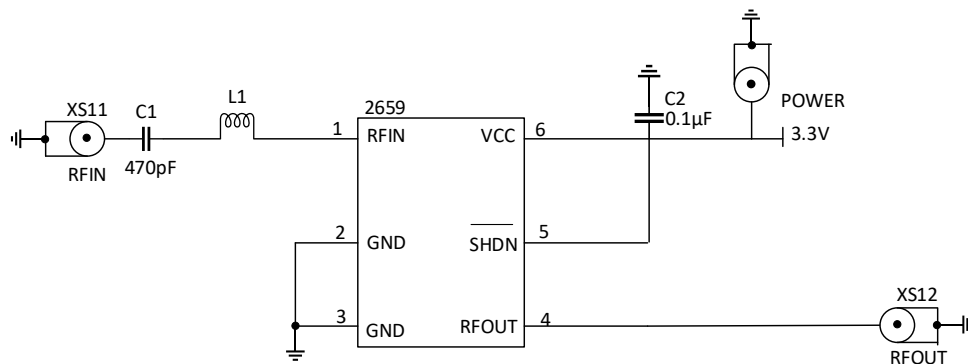 XS11
C1
L1
2659
C2
0.1µF
POWER
3.3V
1
RFIN
VCC
6
RFIN
470pF
2
GND
SHDN
5
3
GND
RFOUT
4
XS12
RFOUT